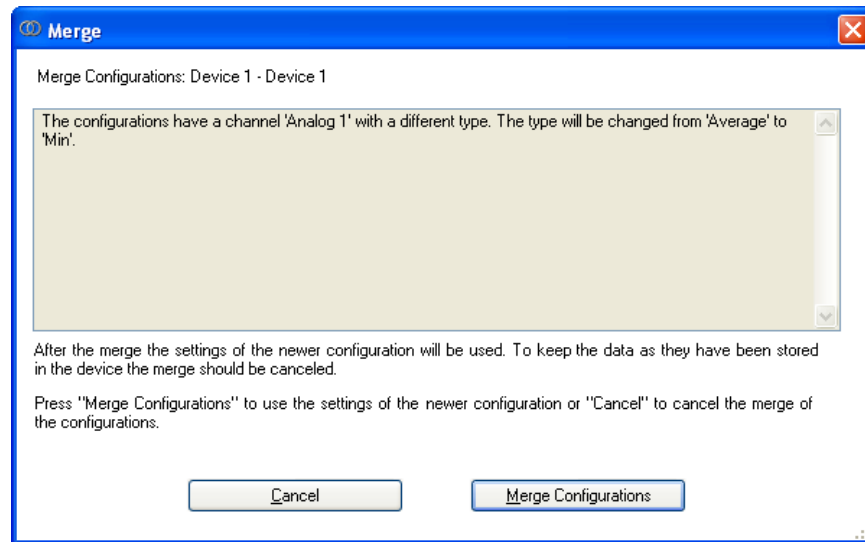 Merge
Merge Configurations: Device 1 - Device 1
The configurations have a channel 'Analog 1' with a different type. The type will be changed from 'Average' to
'Min'.
After the merge the settings of the newer configuration will be used. To keep the data as they have been stored
in the device the merge should be canceled.
Press "Merge Configurations" to use the settings of the newer configuration or "Cancel" to cancel the merge of
the configurations.
Cancel
Merge Configurations